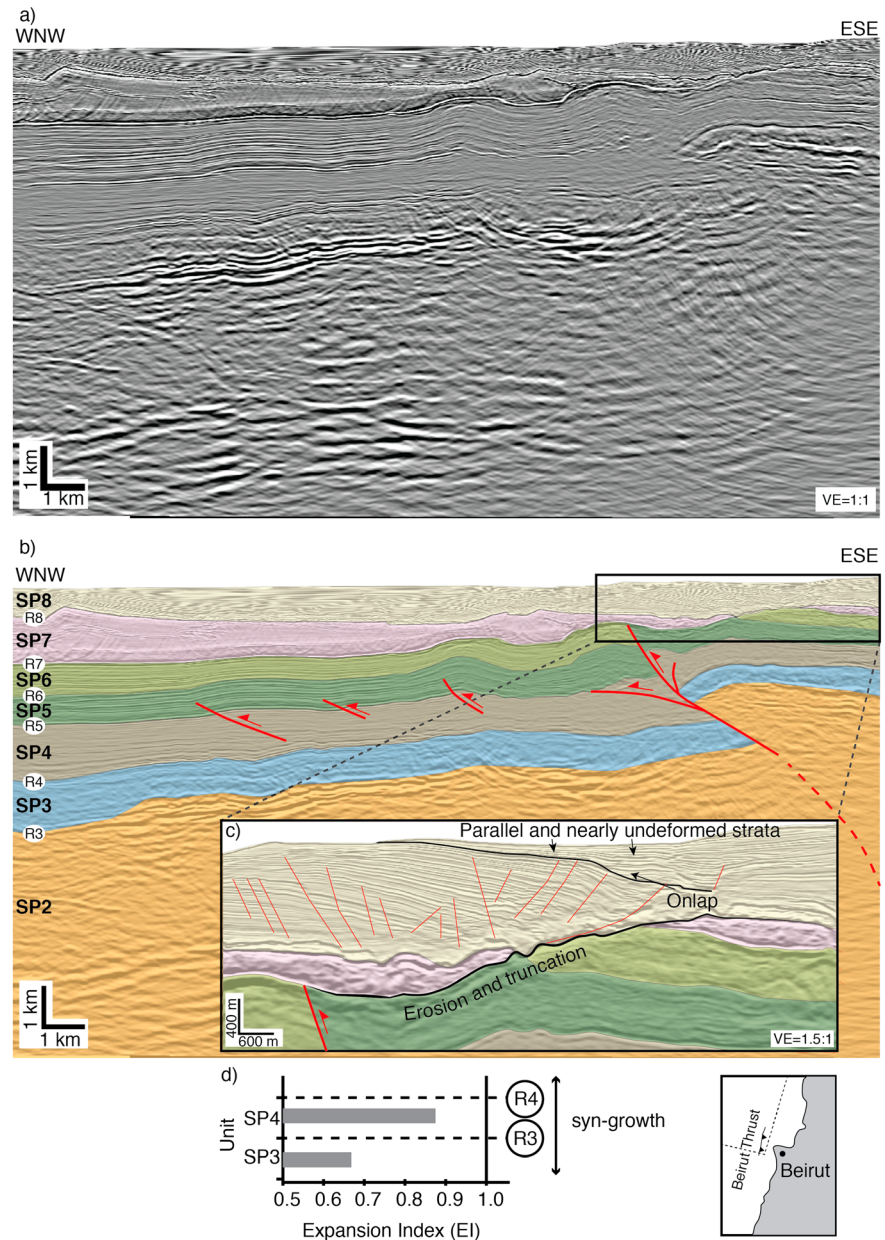 a)
WNW
ESE
1 km
1 km
VE=1:1
b)
WNW
ESE
SP8
R8
SP7
R7
SP6
R6
SP5
R5
SP4
R4
SP3
R3
SP2
1 km
1 km
c)
Parallel and nearly undeformed strata
Onlap
Erosion and truncation
400 m
600 m
VE=1.5:1
d)
Unit
SP4
SP3
R4
R3
syn-growth
0.5 0.6 0.7 0.8 0.9 1.0
Expansion Index (EI)
Beirut Thrust
Beirut